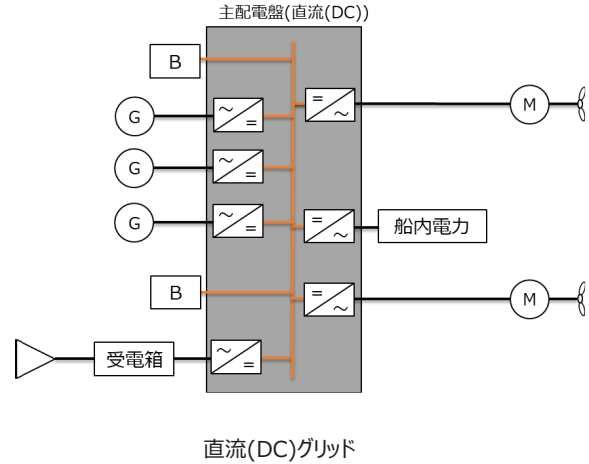 主配電盤(直流(DC))
B
G
～
=
=
～
M
G
～
=
G
～
=
=
～
船内電力
B
=
～
M
受電箱
～
=
直流(DC)グリッド